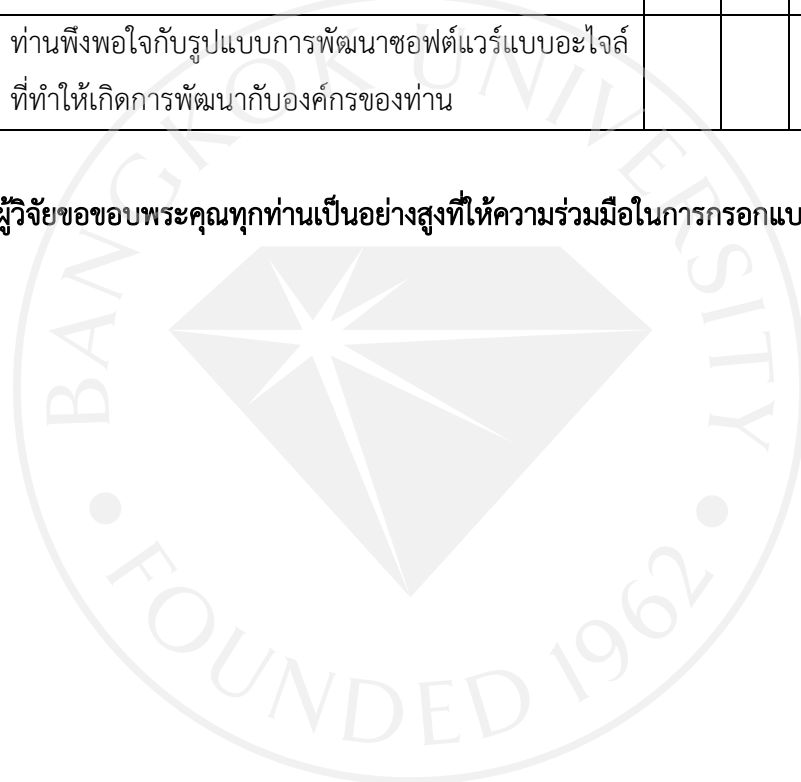 ท่านพึงพอใจกับรูปแบบการพัฒนาซอฟต์แวร์แบบอะไจล์
ที่ทำให้เกิดการพัฒนากับองค์กรของท่าน
ผู้วิจัยขอขอบพระคุณทุกท่านเป็นอย่างสูงที่ให้ความร่วมมือในการกรอกแบ
BANGKOK UNIVERSITY
FOUNDED 1962